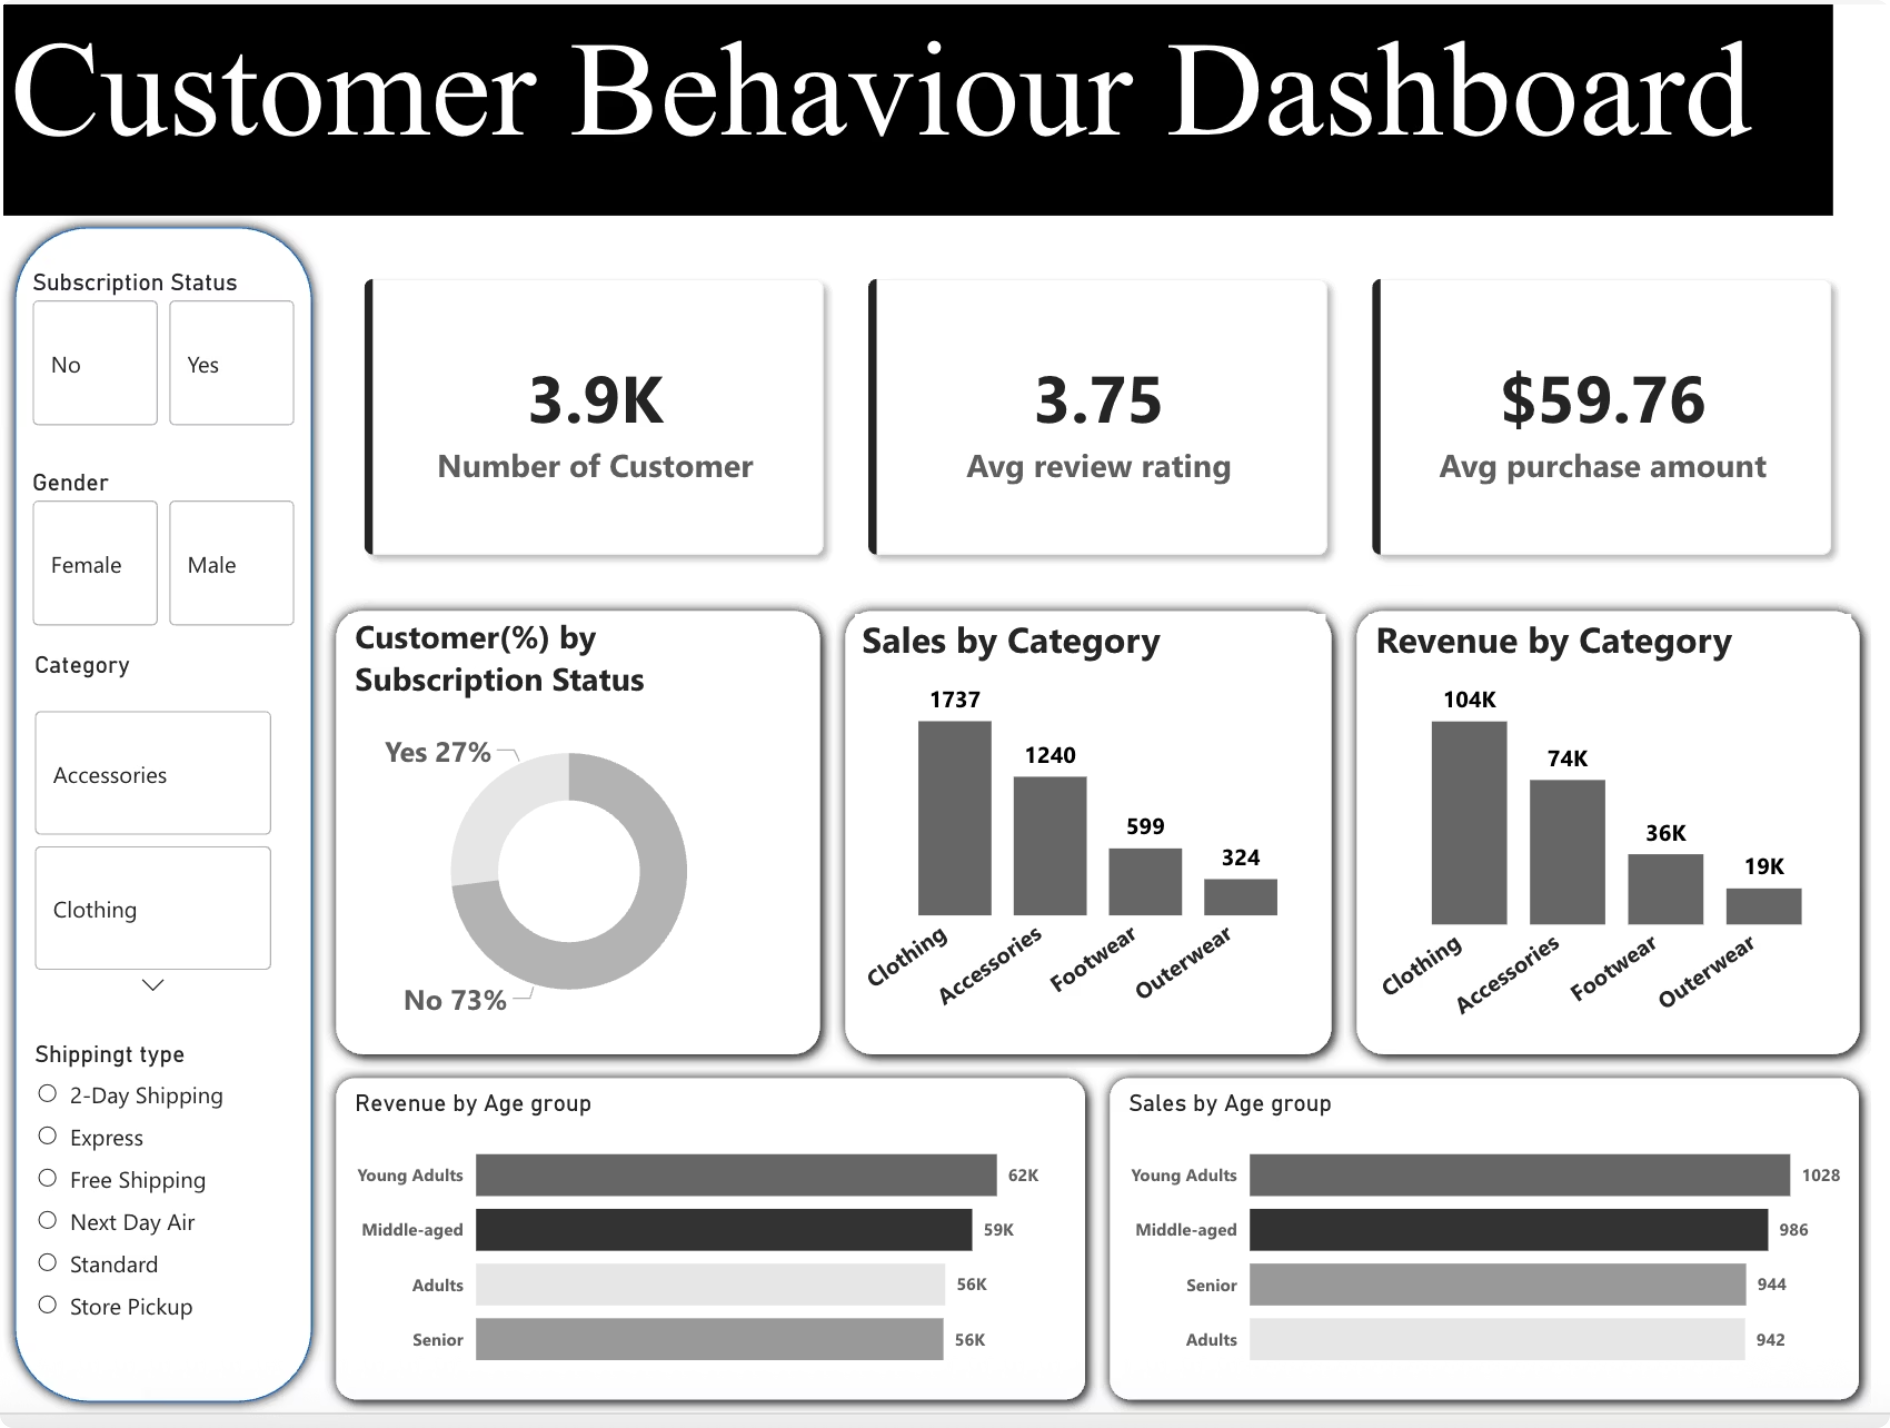 Customer Behaviour Dashboard
Subscription Status
No
Yes
Gender
Female
Male
Category
Accessories
Clothing
Shippingt type
2-Day Shipping
Express
Free Shipping
Next Day Air
Standard
Store Pickup
3.9K
Number of Customer
3.75
Avg review rating
$59.76
Avg purchase amount
Customer(%) by
Subscription Status
Yes 27%
No 73%
Sales by Category
1737
1240
599
324
Clothing
Accessories
Footwear
Outerwear
Revenue by Category
104K
74K
36K
19K
Clothing
Accessories
Footwear
Outerwear
Revenue by Age group
Young Adults 62K
Middle-aged 59K
Adults 56K
Senior 56K
Sales by Age group
Young Adults 1028
Middle-aged 986
Senior 944
Adults 942